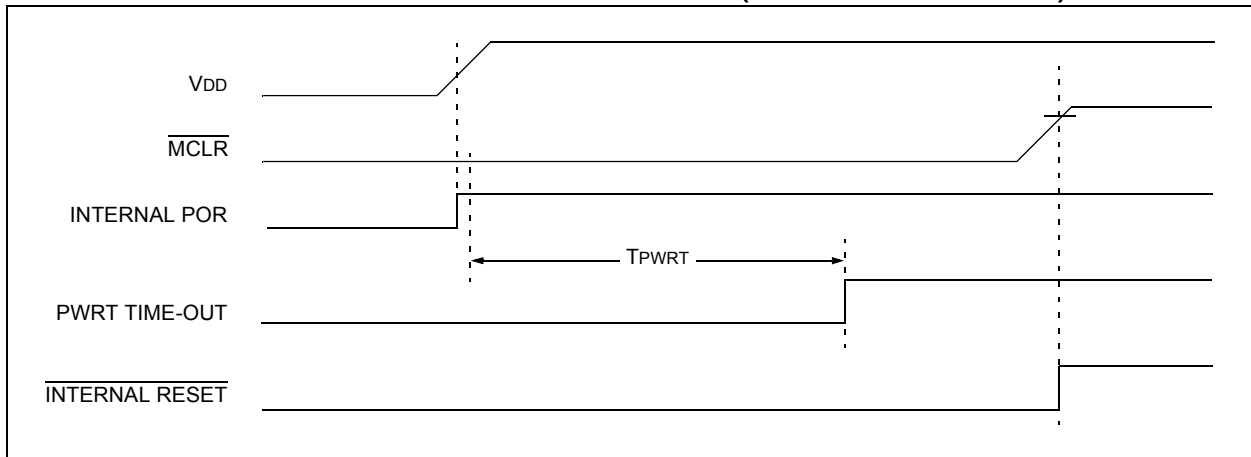 VDD
MCLR
INTERNAL POR
TPWRT
PWRT TIME-OUT
INTERNAL RESET